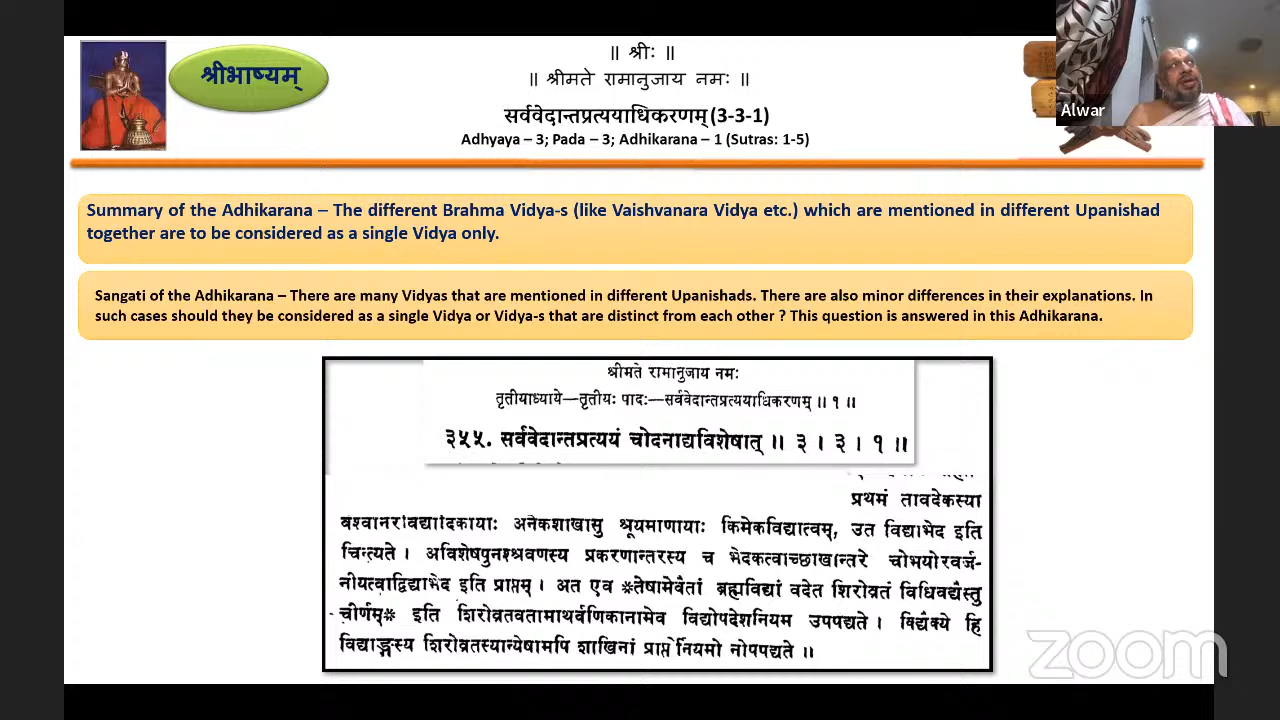 श्रीभाष्यम्
॥ श्रीः ॥
॥ श्रीमते रामानुजाय नमः ॥
सर्ववेदान्तप्रत्ययाधिकरणम् (3-3-1)
Adhyaya – 3; Pada – 3; Adhikarana – 1 (Sutras: 1-5)
Alwar
Summary of the Adhikarana – The different Brahma Vidya-s (like Vaishvanara Vidya etc.) which are mentioned in different Upanishad
together are to be considered as a single Vidya only.
Sangati of the Adhikarana – There are many Vidyas that are mentioned in different Upanishads. There are also minor differences in their explanations. In
such cases should they be considered as a single Vidya or Vidya-s that are distinct from each other ? This question is answered in this Adhikarana.
श्रीमते रामानुजाय नमः
तृतीयाध्याये—तृतीयः पादः—सर्ववेदान्तप्रत्ययाधिकरणम् ॥ १ ॥
३५५. सर्ववेदान्तप्रत्ययं चोदनाद्यविशेषात् ॥ ३ । ३ । १ ॥
प्रथमं तावदेकस्या
वैश्वानरविद्यादिकायाः अनेकशाखासु श्रूयमाणायाः किमेकविद्यात्वम्, उत विद्याभेद इति
चिन्त्यते । अविशेषपुनश्श्रवणस्य प्रकरणान्तरस्य च भेदकत्वाच्छाखान्तरे चोभयोरवर्ज-
नीयत्वाद्विद्याभेद इति प्राप्तम् । अत एव *तेषामेवैतां ब्रह्मविद्यां वदेत शिरोव्रतं विधिवद्यैस्तु
चीर्णम्* इति शिरोव्रतवतामाथर्वणिकानामेव विद्योपदेशनियम उपपद्यते । विद्यैक्ये हि
विद्याङ्गस्य शिरोव्रतस्यान्येषामपि शाखिनां प्राप्तेर्नियमो नोपपद्यते ॥
zoom